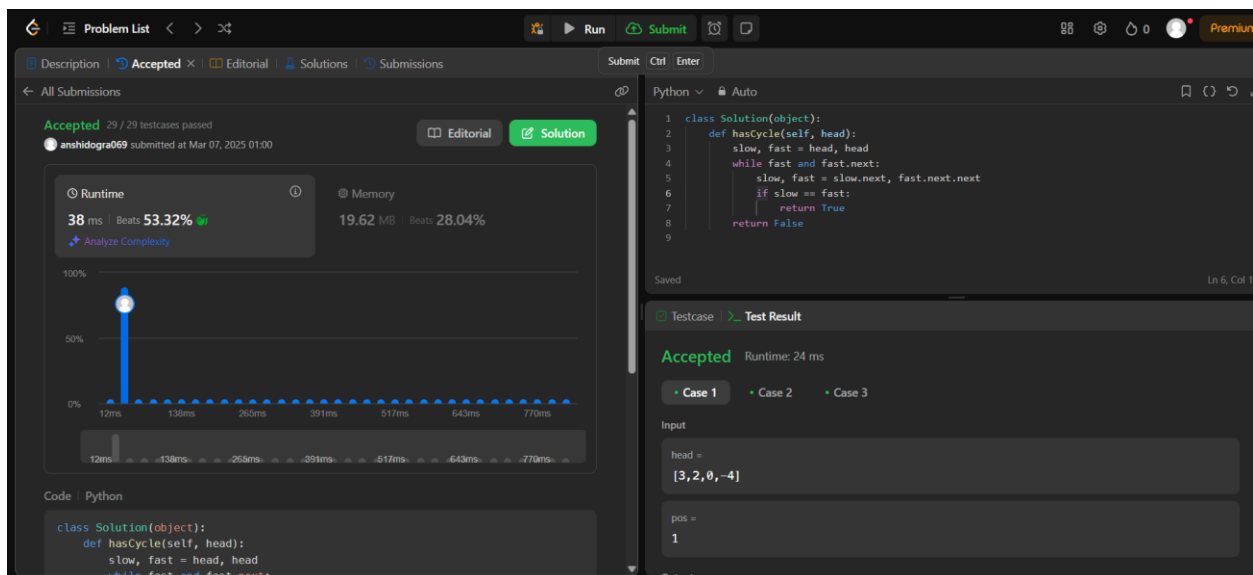 Problem List
Run
Submit
0
Premium
Description
Accepted
Editorial
Solutions
Submissions
Submit Ctrl Enter
All Submissions
Accepted 29 / 29 testcases passed
anshidogra069 submitted at Mar 07, 2025 01:00
Editorial
Solution
Runtime
38 ms Beats 53.32%
Analyze Complexity
Memory
19.62 MB Beats 28.04%
100%
50%
0%
12ms 138ms 265ms 391ms 517ms 643ms 770ms
12ms 138ms 265ms 391ms 517ms 643ms 770ms
Code Python
class Solution(object):
def hasCycle(self, head):
slow, fast = head, head
while fast and fast.next:
Python Auto
1 class Solution(object):
2 def hasCycle(self, head):
3 slow, fast = head, head
4 while fast and fast.next:
5 slow, fast = slow.next, fast.next.next
6 if slow == fast:
7 return True
8 return False
9
Saved
Ln 6, Col 1
Testcase
>_ Test Result
Accepted Runtime: 24 ms
• Case 1 • Case 2 • Case 3
Input
head =
[3,2,0,-4]
pos =
1